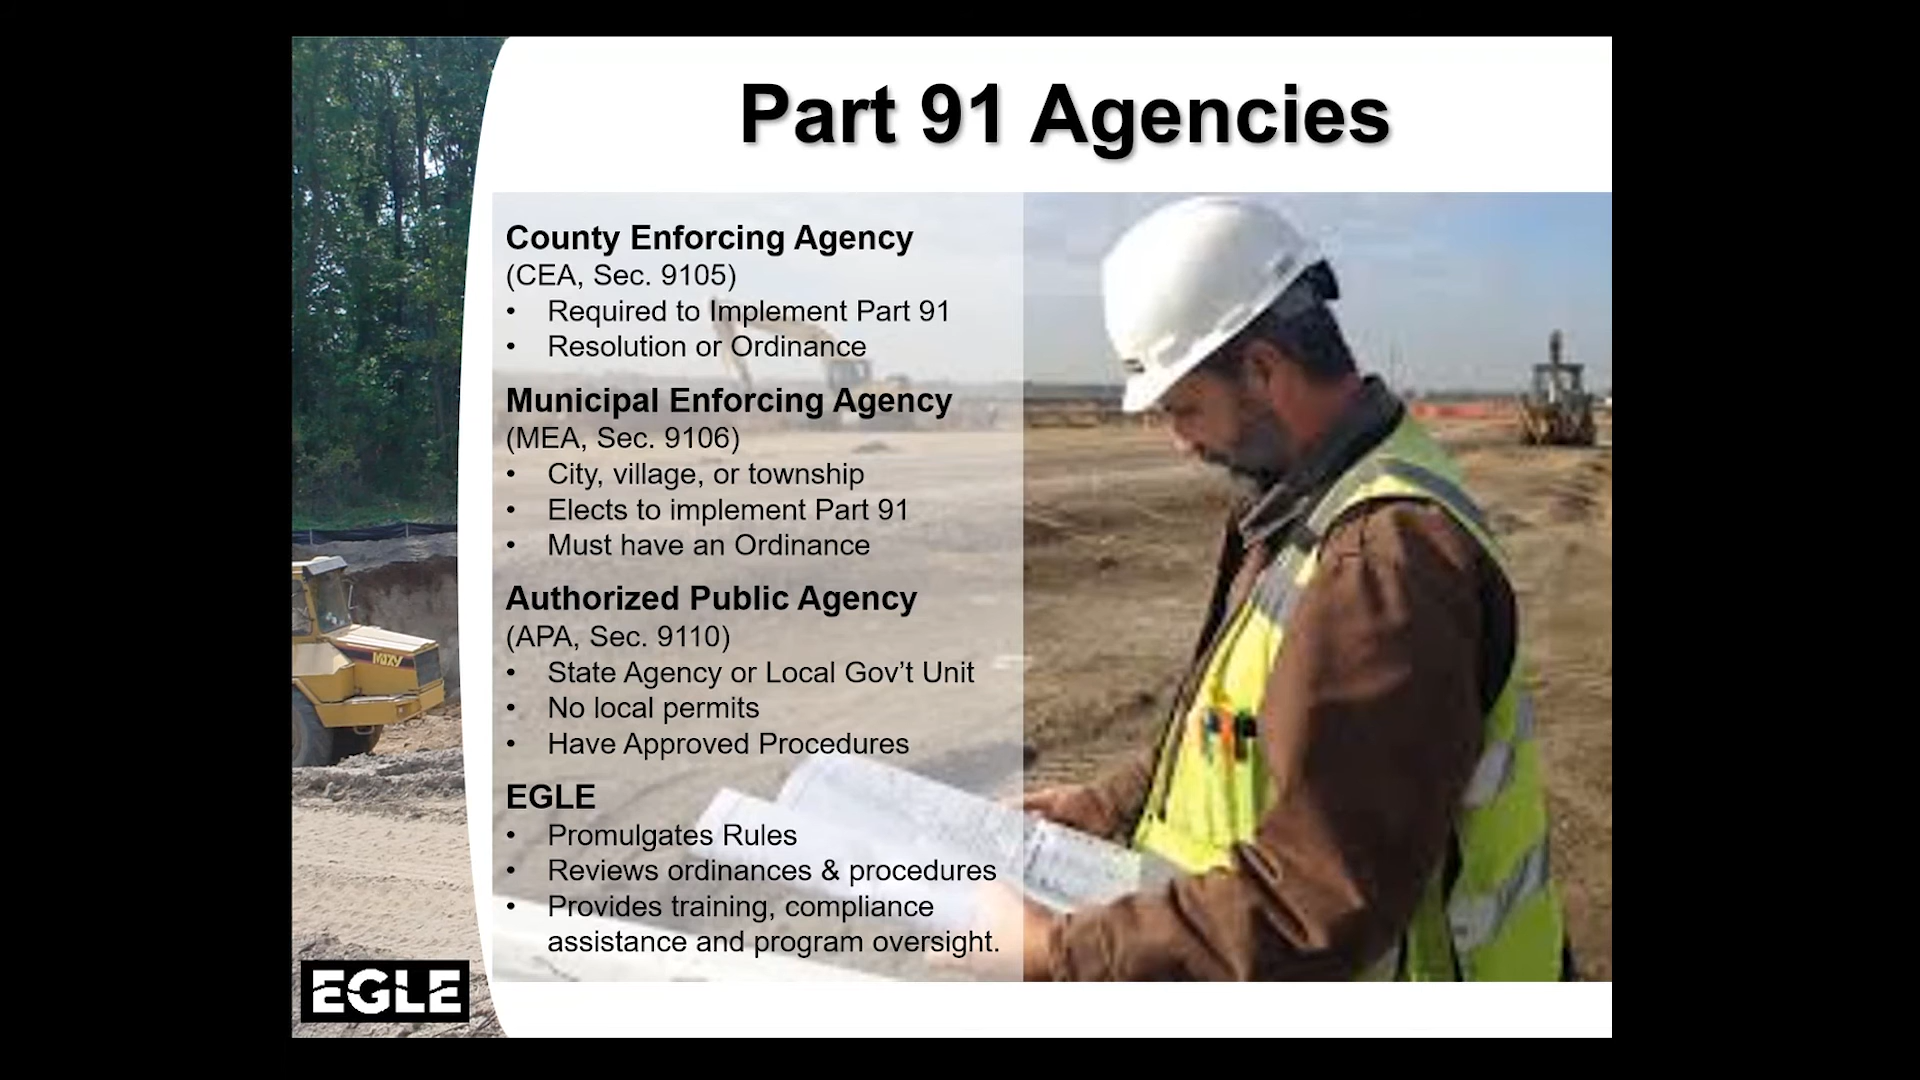 Part 91 Agencies
County Enforcing Agency
(CEA, Sec. 9105)
• Required to Implement Part 91
• Resolution or Ordinance
Municipal Enforcing Agency
(MEA, Sec. 9106)
• City, village, or township
• Elects to implement Part 91
• Must have an Ordinance
Authorized Public Agency
(APA, Sec. 9110)
• State Agency or Local Gov’t Unit
• No local permits
• Have Approved Procedures
EGLE
• Promulgates Rules
• Reviews ordinances & procedures
• Provides training, compliance
assistance and program oversight.
EGLE